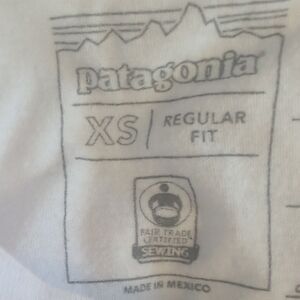 patagonia
XS / REGULAR
FIT
FAIR TRADE
CERTIFIED
SEWING
MADE IN MEXICO